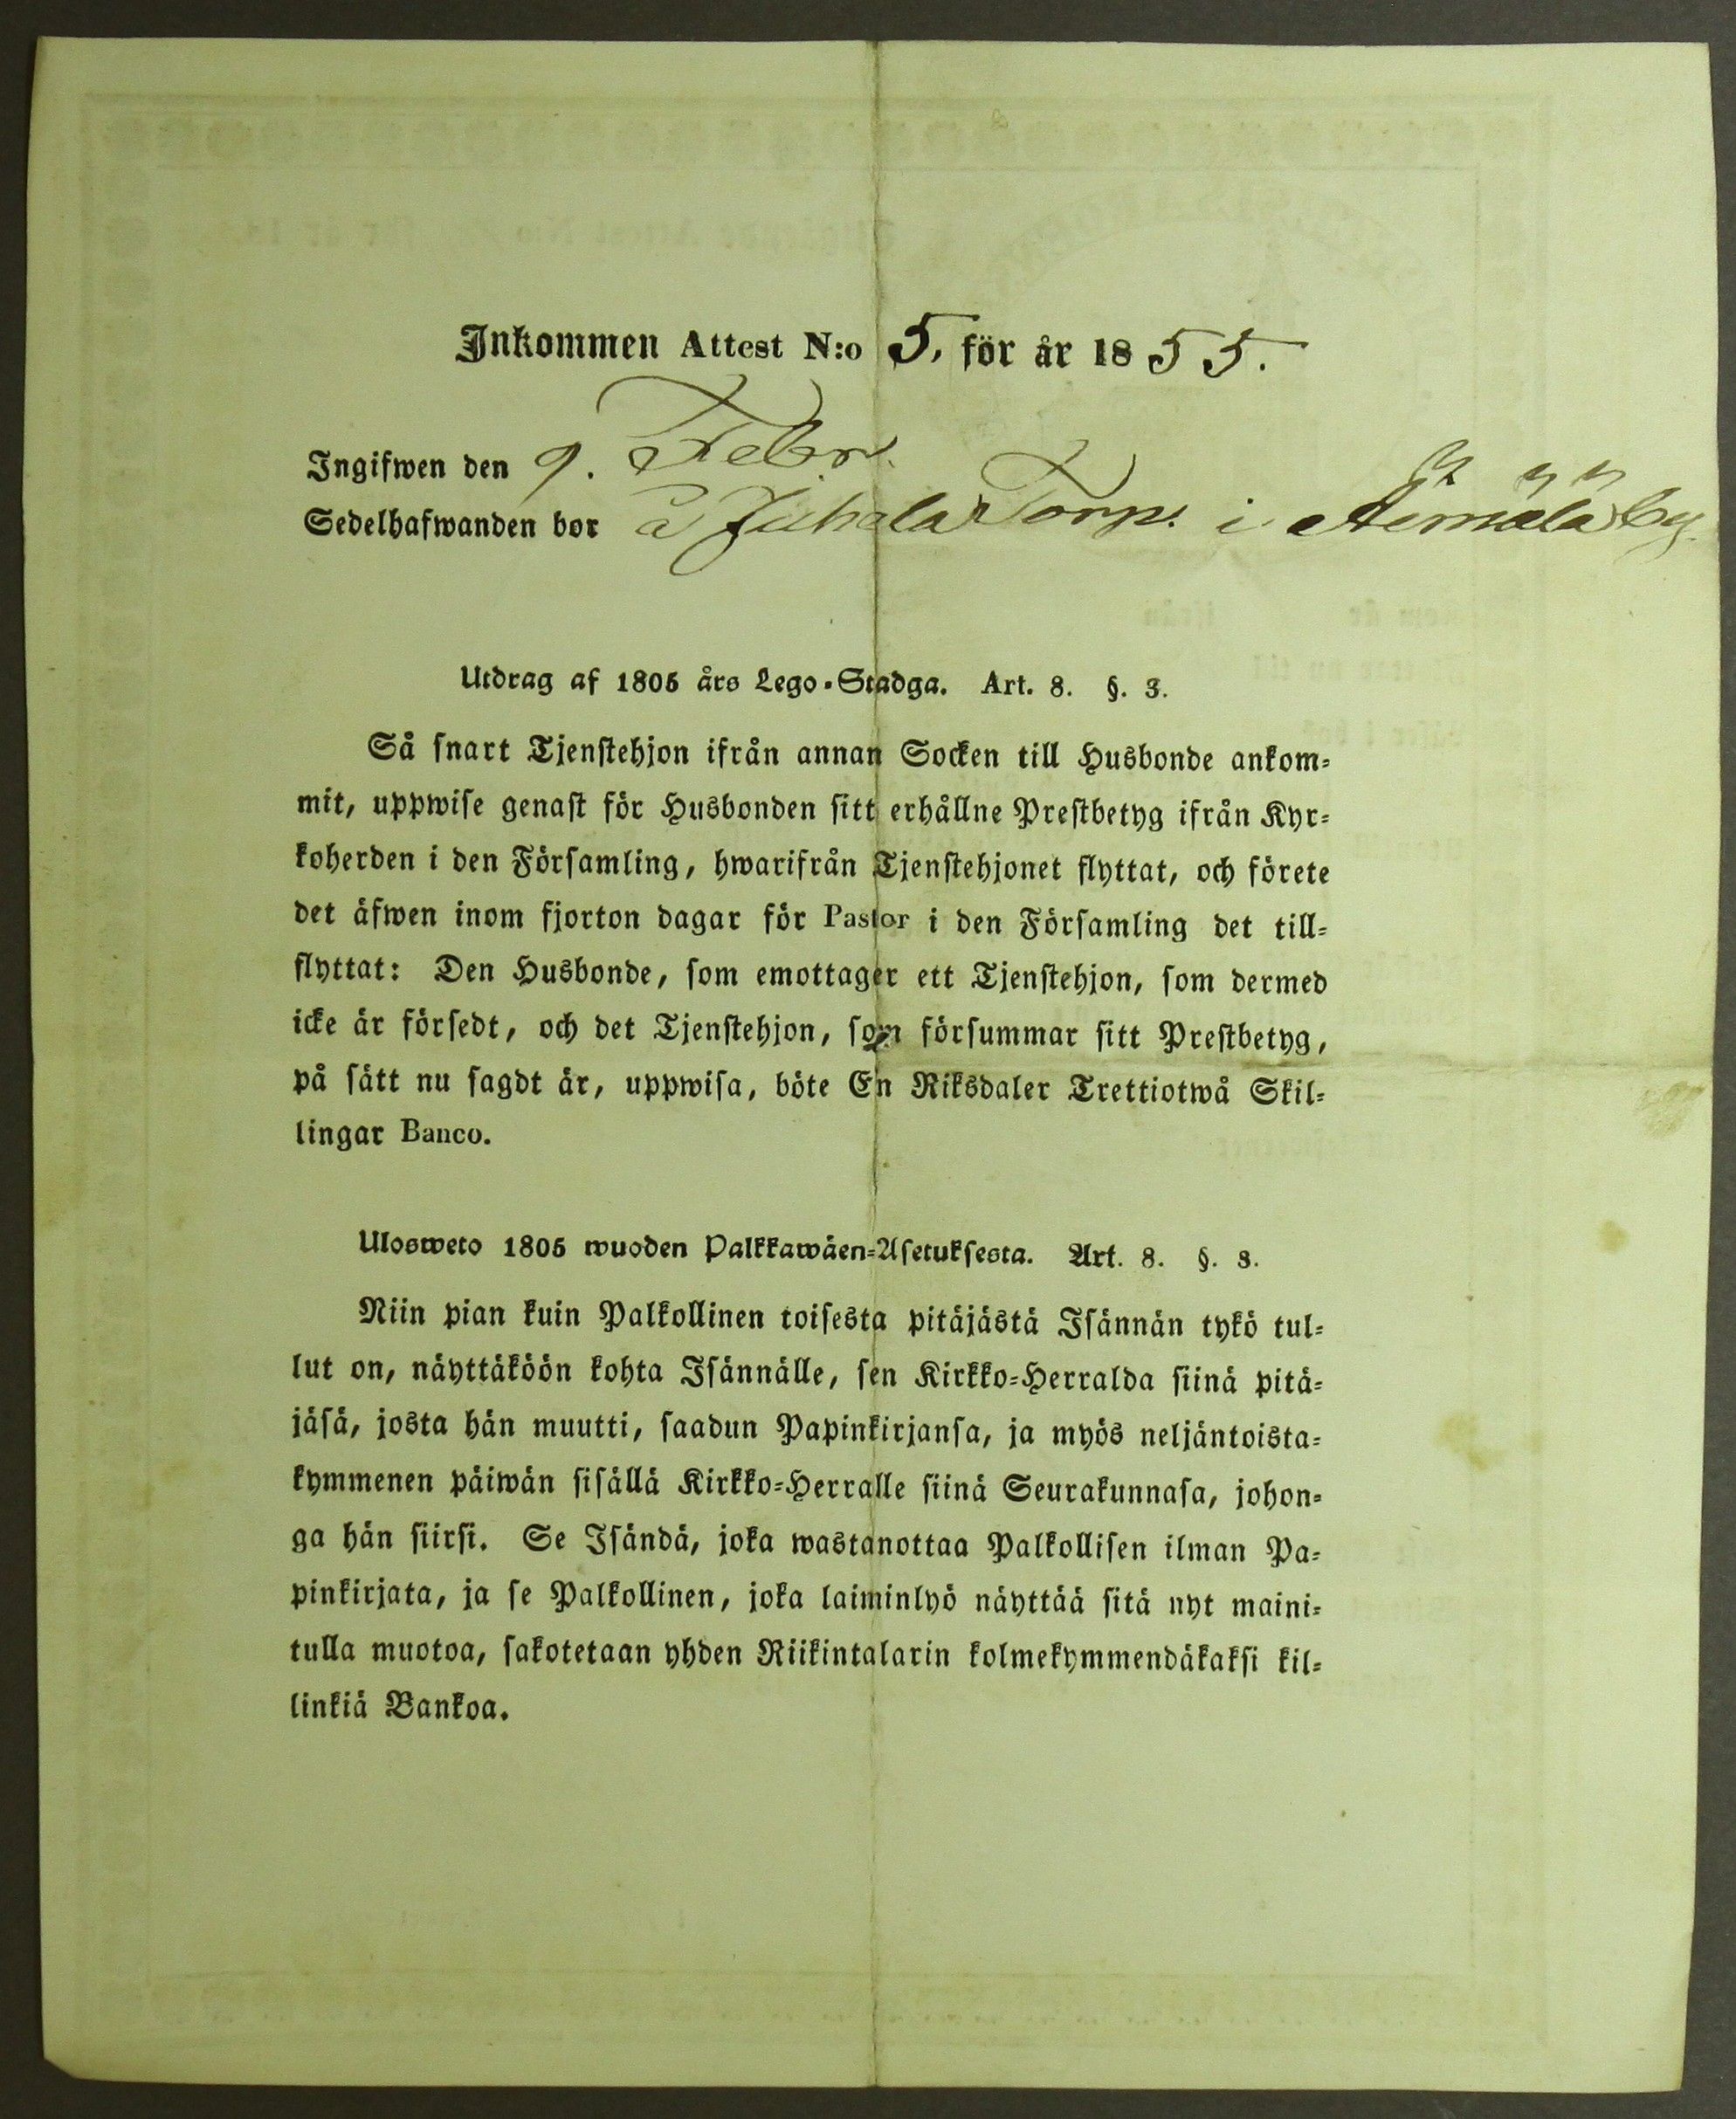 Inkommen Attest N:o 5, för år 1855.
Ingifwen den 9. Febr.
Sedelhafwanden bor å Juhala Torp. i Äemälä by.
Utdrag af 1805 års Lego-Stadga. Art. 8. §. 3.
Så snart Tjenstehjon ifrån annan Socken till Husbonde ankom-
mit, uppwise genast för Husbonden sitt erhållne Prestbetyg ifrån Kyr-
koherden i den Församling, hwarifrån Tjenstehjonet flyttat, och förete
det äfwen inom fjorton dagar för Pastor i den Församling det till-
flyttat: Den Husbonde, som emottager ett Tjenstehjon, som dermed
icke är försedt, och det Tjenstehjon, som försummar sitt Prestbetyg,
på sätt nu sagdt är, uppwisa, böte En Riksdaler Trettiotwå Skil-
lingar Banco.
Ulosweto 1805 wuoden Palkkawäen-Asetuksesta. Art. 8. §. 3.
Niin pian kuin Palkollinen toisesta pitäjästä Isännän tykö tul-
lut on, näyttäköön kohta Isännälle, sen Kirkko-Herralda siinä pitä-
jäsä, josta hän muutti, saadun Papinkirjansa, ja myös neljäntoista-
kymmenen päiwän sisällä Kirkko-Herralle siinä Seurakunnasa, johon-
ga hän siirsi. Se Isändä, joka wastanottaa Palkollisen ilman Pa-
pinkirjata, ja se Palkollinen, joka laiminlyö näyttää sitä nyt maini-
tulla muotoa, sakotetaan yhden Riikintalarin kolmekymmendäkaksi kil-
linkiä Bankoa.